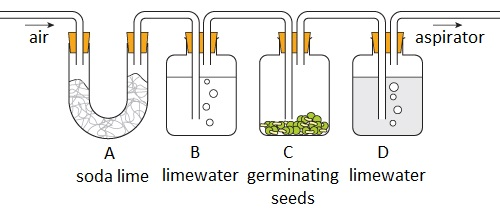 air
aspirator
A
soda lime
B
limewater
C
germinating
seeds
D
limewater